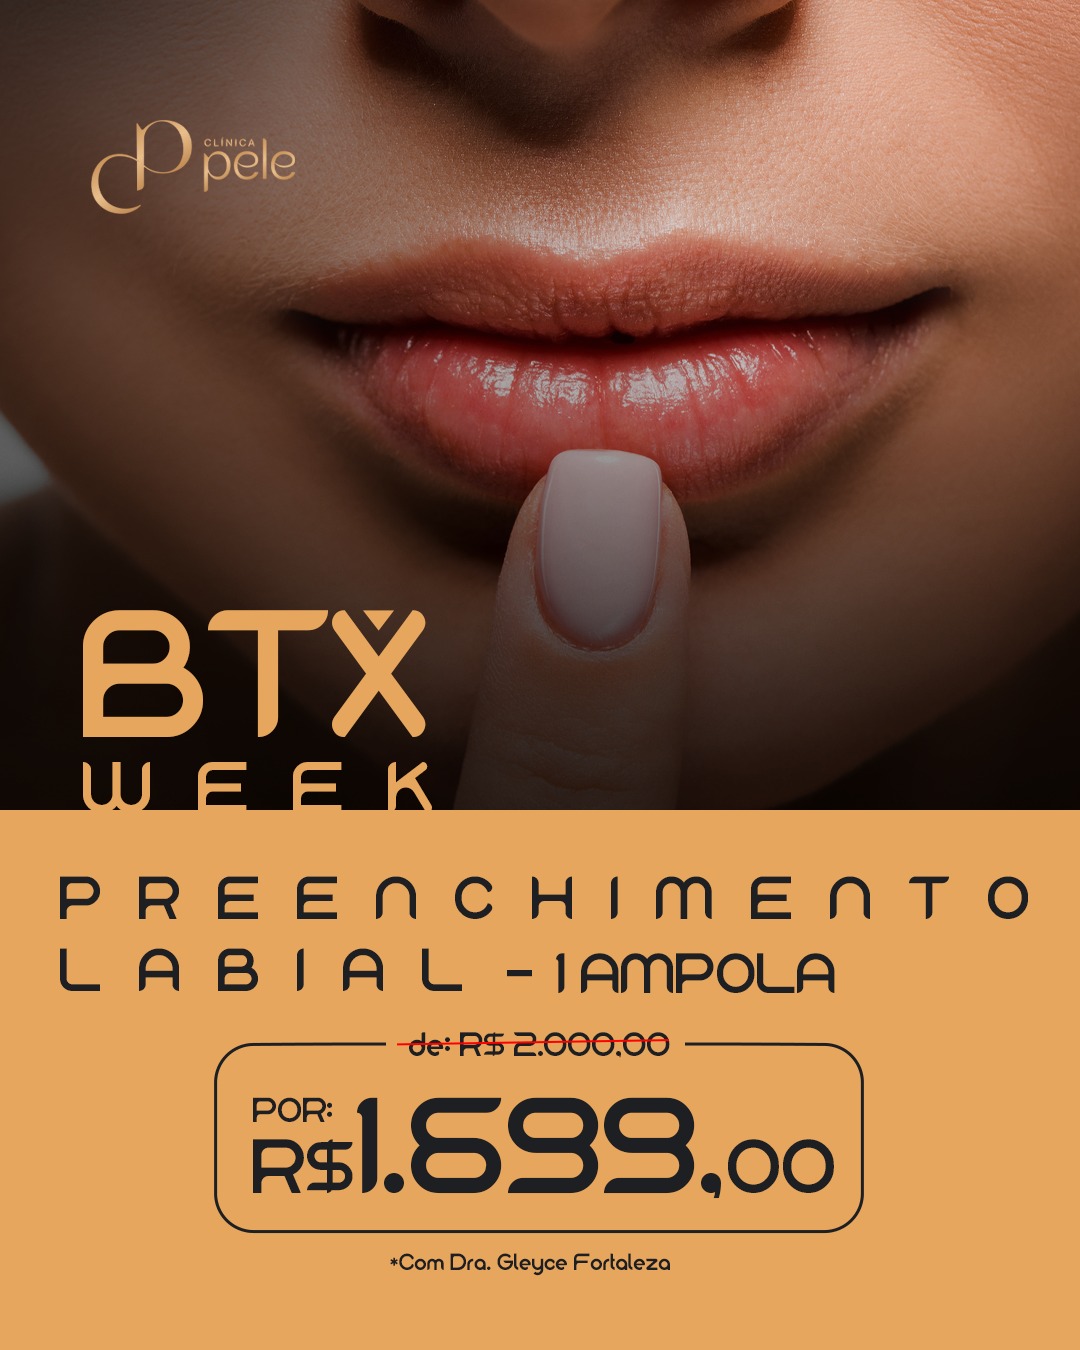 CLÍNICA
pele
BTX
WEEK
PREENCHIMENTO
LABIAL - 1 AMPOLA
de: R$ 2.000,00
POR:
R$1.699,00
*Com Dra. Gleyce Fortaleza